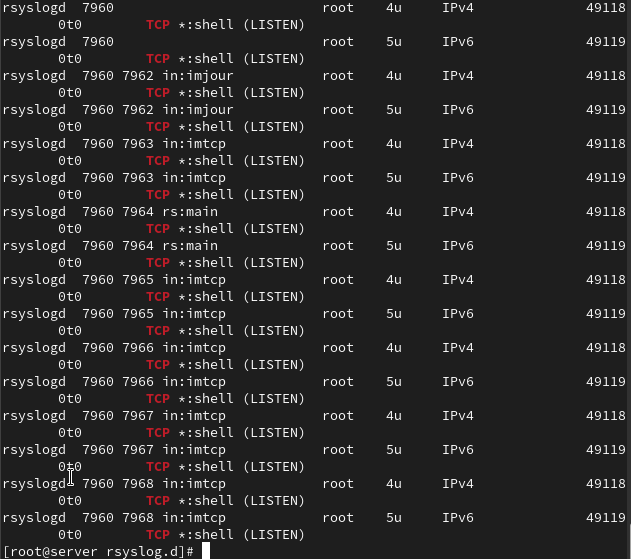 rsyslogd  7960                          root    4u     IPv4              49118
       0t0        TCP *:shell (LISTEN)
rsyslogd  7960                          root    5u     IPv6              49119
       0t0        TCP *:shell (LISTEN)
rsyslogd  7960 7962 in:imjour           root    4u     IPv4              49118
       0t0        TCP *:shell (LISTEN)
rsyslogd  7960 7962 in:imjour           root    5u     IPv6              49119
       0t0        TCP *:shell (LISTEN)
rsyslogd  7960 7963 in:imtcp            root    4u     IPv4              49118
       0t0        TCP *:shell (LISTEN)
rsyslogd  7960 7963 in:imtcp            root    5u     IPv6              49119
       0t0        TCP *:shell (LISTEN)
rsyslogd  7960 7964 rs:main             root    4u     IPv4              49118
       0t0        TCP *:shell (LISTEN)
rsyslogd  7960 7964 rs:main             root    5u     IPv6              49119
       0t0        TCP *:shell (LISTEN)
rsyslogd  7960 7965 in:imtcp            root    4u     IPv4              49118
       0t0        TCP *:shell (LISTEN)
rsyslogd  7960 7965 in:imtcp            root    5u     IPv6              49119
       0t0        TCP *:shell (LISTEN)
rsyslogd  7960 7966 in:imtcp            root    4u     IPv4              49118
       0t0        TCP *:shell (LISTEN)
rsyslogd  7960 7966 in:imtcp            root    5u     IPv6              49119
       0t0        TCP *:shell (LISTEN)
rsyslogd  7960 7967 in:imtcp            root    4u     IPv4              49118
       0t0        TCP *:shell (LISTEN)
rsyslogd  7960 7967 in:imtcp            root    5u     IPv6              49119
       0t0        TCP *:shell (LISTEN)
rsyslogd  7960 7968 in:imtcp            root    4u     IPv4              49118
       0t0        TCP *:shell (LISTEN)
rsyslogd  7960 7968 in:imtcp            root    5u     IPv6              49119
       0t0        TCP *:shell (LISTEN)
[root@server rsyslog.d]#